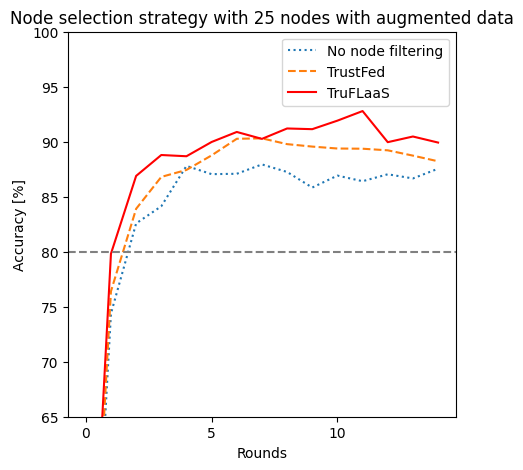 Node selection strategy with 25 nodes with augmented data
100
95
90
85
80
75
70
65
Accuracy [%]
No node filtering
TrustFed
TruFLaaS
0
5
10
Rounds